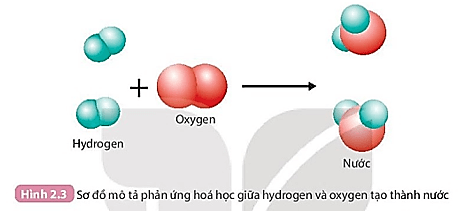 +
Oxygen
Hydrogen
Nước
Hình 2.3 Sơ đồ mô tả phản ứng hoá học giữa hydrogen và oxygen tạo thành nước